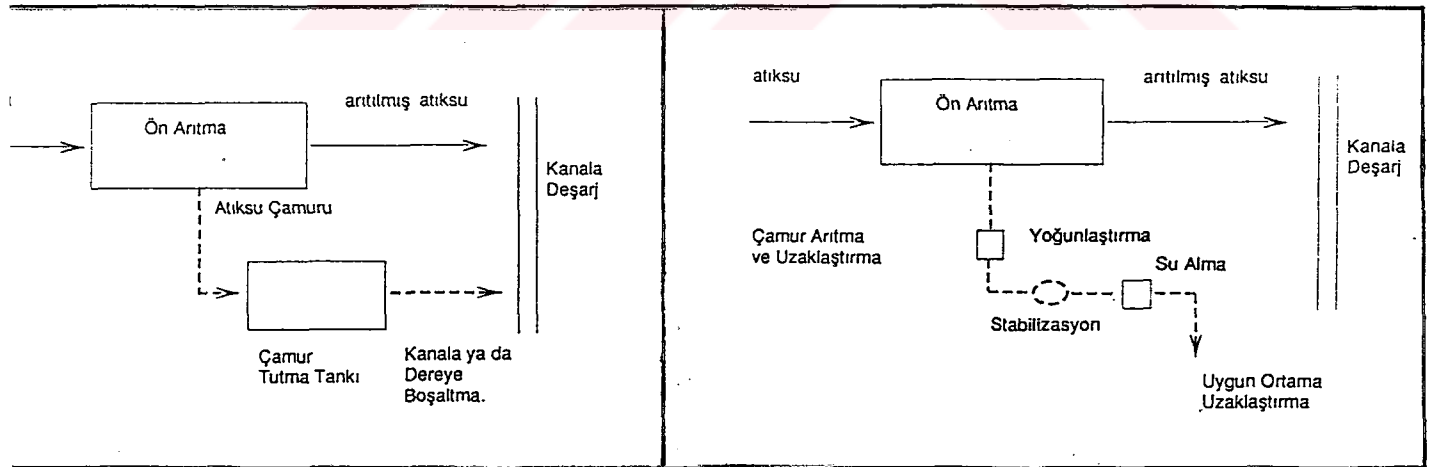 arıtılmış atıksu
Ön Arıtma
Kanala
Deşarj
Atıksu Çamuru
Çamur
Tutma Tankı
Kanala ya da
Dereye
Boşaltma.
atıksu
arıtılmış atıksu
Ön Arıtma
Kanala
Deşarj
Çamur Arıtma
ve Uzaklaştırma
Yoğunlaştırma
Su Alma
Stabilizasyon
Uygun Ortama
Uzaklaştırma